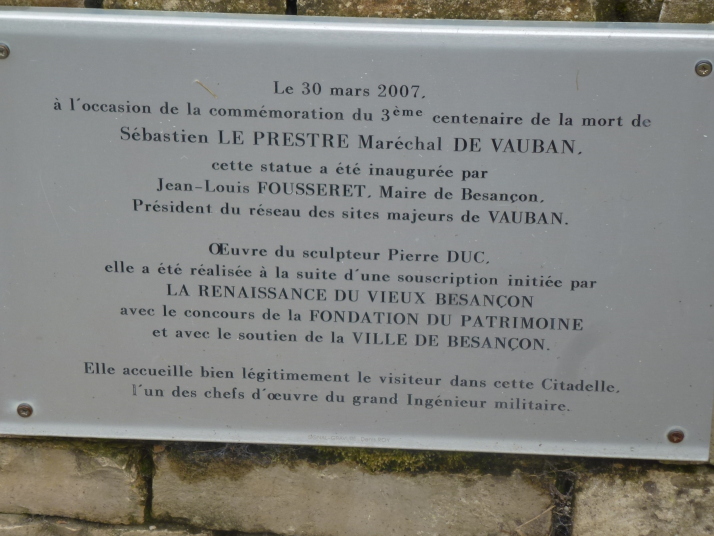 Le 30 mars 2007,
à l'occasion de la commémoration du 3ème centenaire de la mort de
Sébastien LE PRESTRE Maréchal DE VAUBAN,
cette statue a été inaugurée par
Jean-Louis FOUSSERET, Maire de Besançon,
Président du réseau des sites majeurs de VAUBAN.
Œuvre du sculpteur Pierre DUC,
elle a été réalisée à la suite d'une souscription initiée par
LA RENAISSANCE DU VIEUX BESANÇON
avec le concours de la FONDATION DU PATRIMOINE
et avec le soutien de la VILLE DE BESANÇON.
Elle accueille bien légitimement le visiteur dans cette Citadelle,
l'un des chefs d'œuvre du grand Ingénieur militaire.